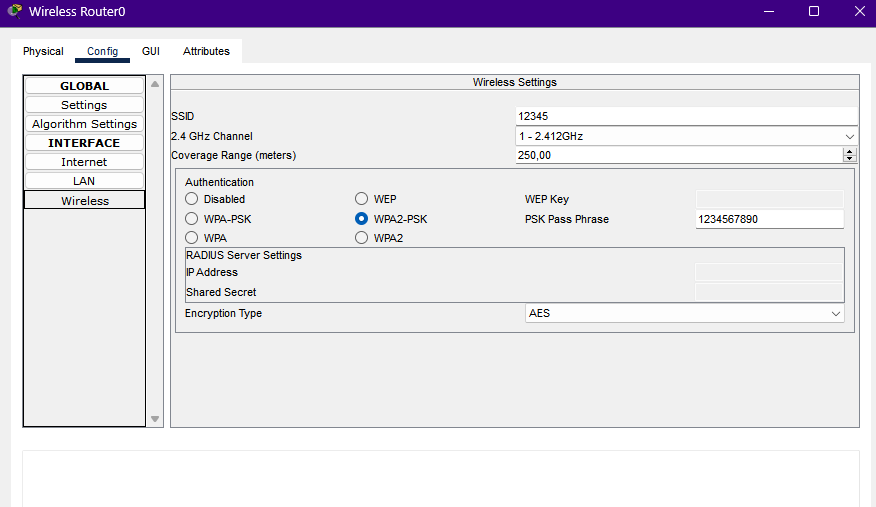 Wireless Router0
Physical Config GUI Attributes
GLOBAL
Settings
Algorithm Settings
INTERFACE
Internet
LAN
Wireless
Wireless Settings
SSID 12345
2.4 GHz Channel 1 - 2.412GHz
Coverage Range (meters) 250,00
Authentication
Disabled WEP WEP Key
WPA-PSK WPA2-PSK PSK Pass Phrase 1234567890
WPA WPA2
RADIUS Server Settings
IP Address
Shared Secret
Encryption Type AES